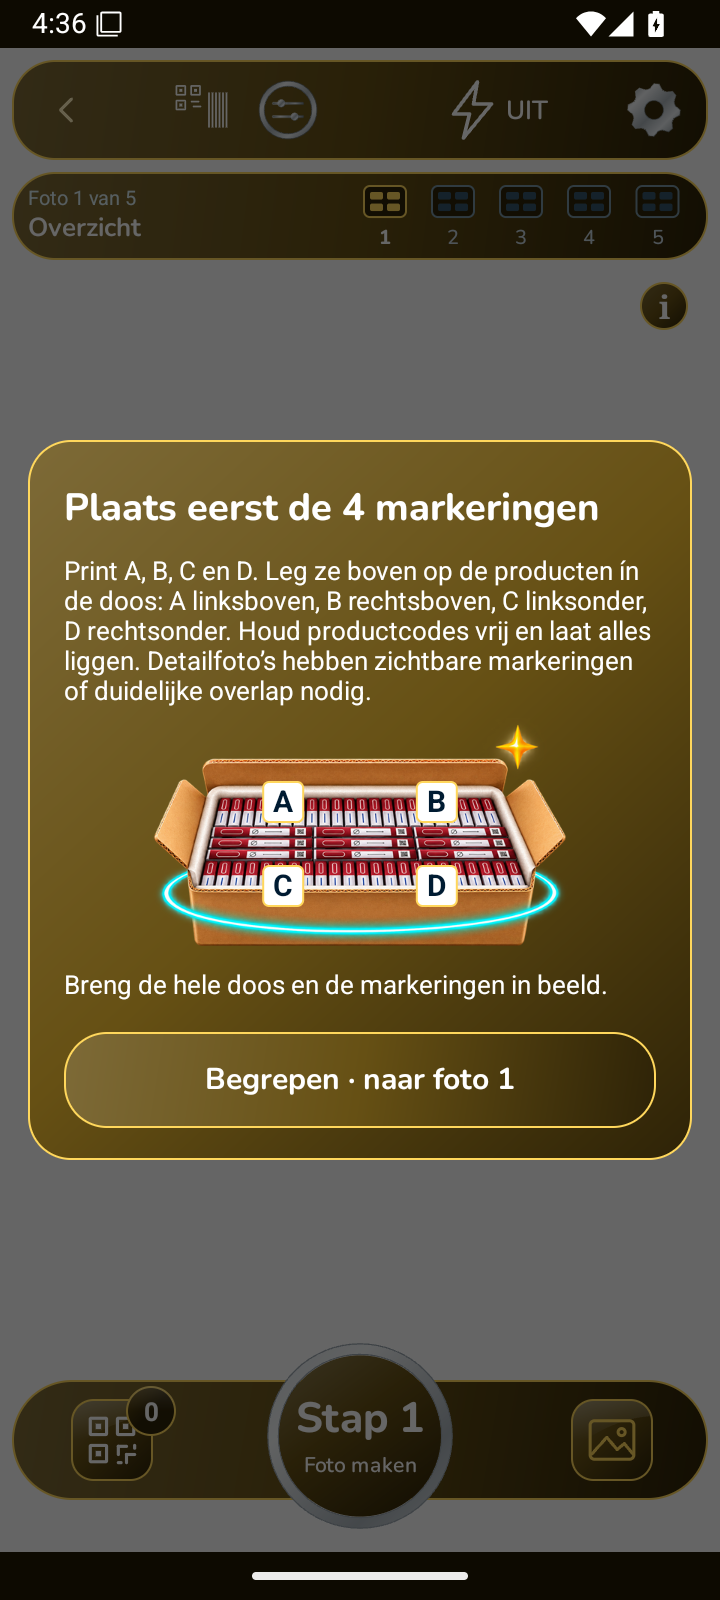 4:36
UIT
Foto 1 van 5
Overzicht
1 2 3 4 5
i
Plaats eerst de 4 markeringen
Print A, B, C en D. Leg ze boven op de producten ín
de doos: A linksboven, B rechtsboven, C linksonder,
D rechtsonder. Houd productcodes vrij en laat alles
liggen. Detailfoto’s hebben zichtbare markeringen
of duidelijke overlap nodig.
A B
C D
Breng de hele doos en de markeringen in beeld.
Begrepen · naar foto 1
0
Stap 1
Foto maken